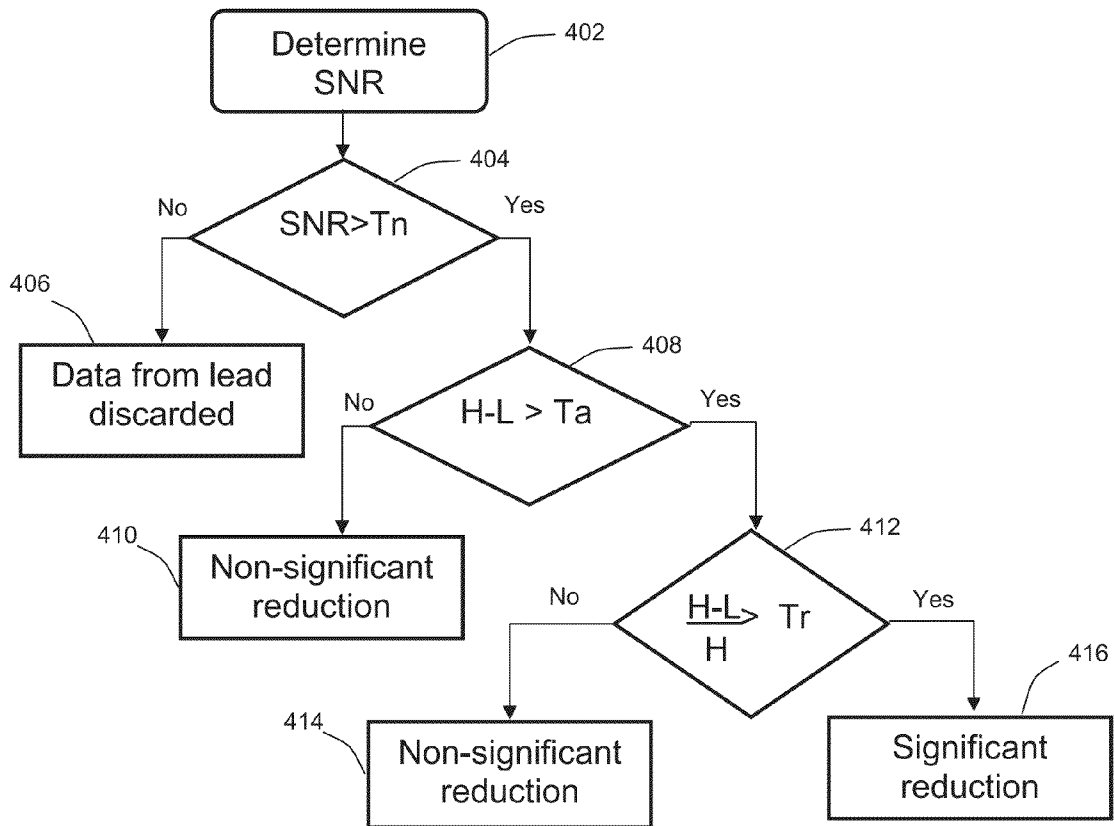 Determine
SNR
402
404
No
SNR>Tn
Yes
406
Data from lead
discarded
408
No
H-L > Ta
Yes
410
Non-significant
reduction
412
No
H-L > Tr
H
Yes
414
Non-significant
reduction
416
Significant
reduction